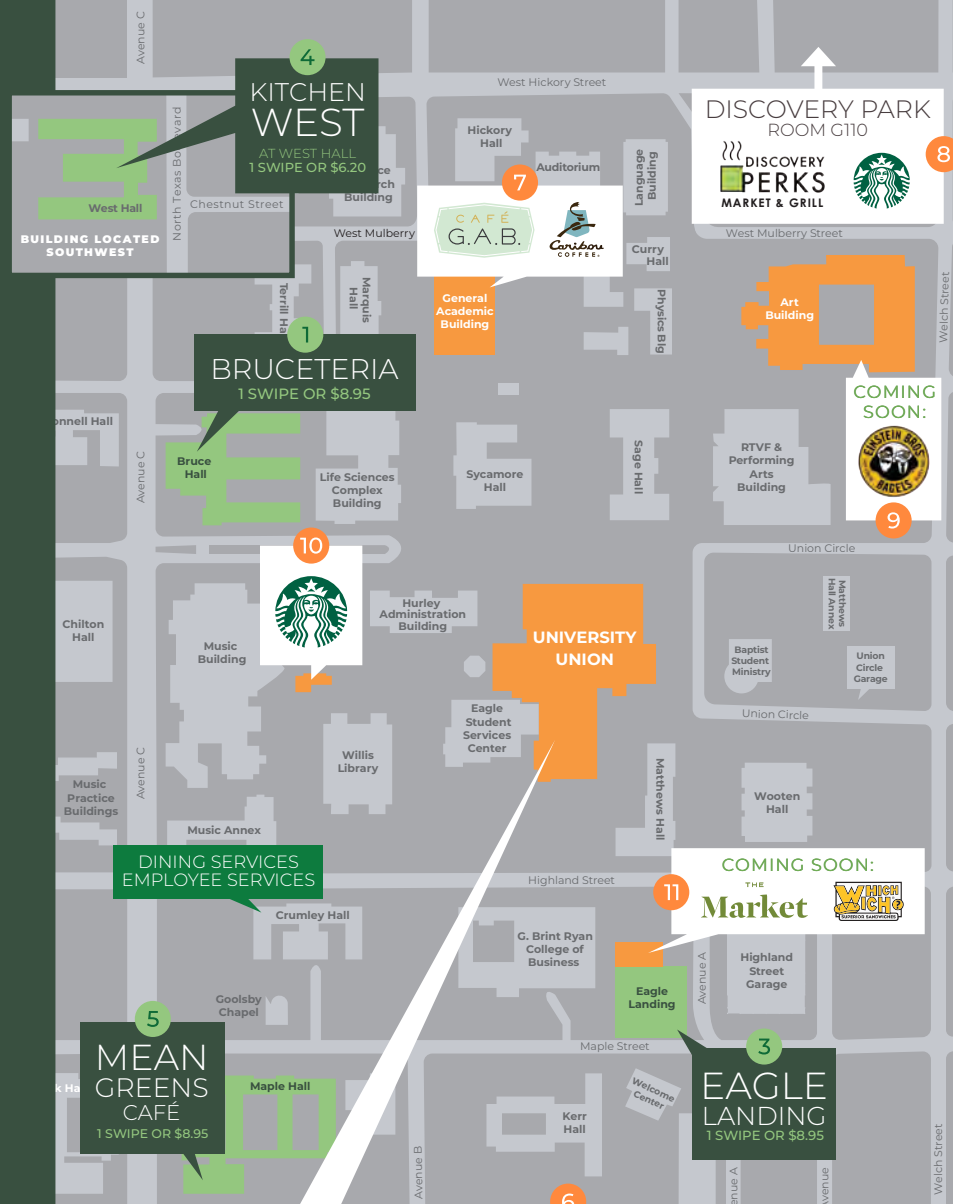 Avenue C
West Hickory Street
4
KITCHEN
WEST
AT WEST HALL
1 SWIPE OR $6.20
North Texas Boulevard
West Hall
Chestnut Street
BUILDING LOCATED
SOUTHWEST
Building
West Mulberry
Hickory
Hall
Auditorium
Language
Building
7
CAFÉ
G.A.B.
Caribou
COFFEE
Curry
Hall
DISCOVERY PARK
ROOM G110
DISCOVERY
PERKS
MARKET & GRILL
8
West Mulberry Street
Welch Street
Terrill Ha
Marquis
Hall
General
Academic
Building
Physics Blg
Art
Building
1
BRUCETERIA
1 SWIPE OR $8.95
COMING
SOON:
EINSTEIN BROS
BAGELS
9
onnell Hall
Avenue C
Bruce
Hall
Life Sciences
Complex
Building
Sycamore
Hall
Sage Hall
RTVF &
Performing
Arts
Building
10
Union Circle
Chilton
Hall
Music
Building
Hurley
Administration
Building
UNIVERSITY
UNION
Matthews
Hall Annex
Baptist
Student
Ministry
Union
Circle
Garage
Union Circle
Eagle
Student
Services
Center
Avenue C
Willis
Library
Music
Practice
Buildings
Music Annex
Matthews Hall
Wooten
Hall
DINING SERVICES
EMPLOYEE SERVICES
Highland Street
COMING SOON:
11
THE
Market
WHICH
WICH?
SUPERIOR SANDWICHES
Crumley Hall
G. Brint Ryan
College of
Business
Eagle
Landing
Avenue A
Highland
Street
Garage
Goolsby
Chapel
Maple Street
5
MEAN
GREENS
CAFÉ
1 SWIPE OR $8.95
k Ha
Maple Hall
Avenue B
Kerr
Hall
Welcome
Center
3
EAGLE
LANDING
1 SWIPE OR $8.95
Welch Street
nue A
venue
6